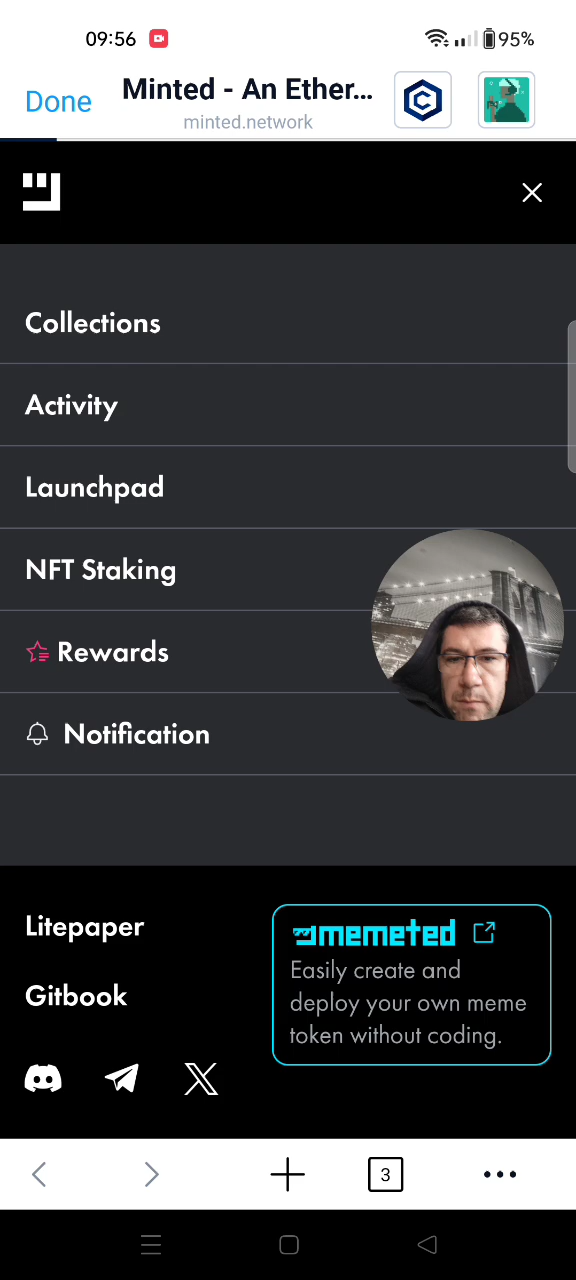 09:56
95%
Done
Minted - An Ether...
minted.network
Collections
Activity
Launchpad
NFT Staking
Rewards
Notification
Litepaper
Gitbook
memeted
Easily create and
deploy your own meme
token without coding.
3